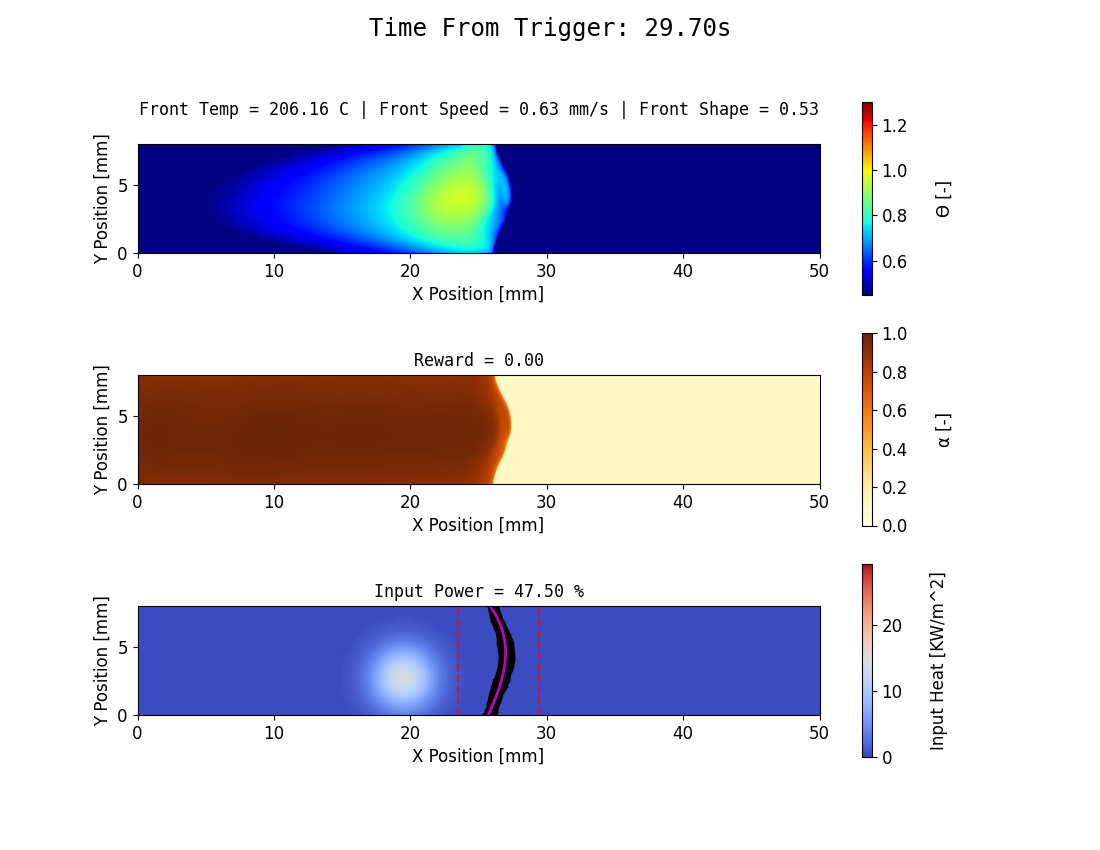 Time From Trigger: 29.70s
Front Temp = 206.16 C | Front Speed = 0.63 mm/s | Front Shape = 0.53
Y Position [mm]
5
0
0 10 20 30 40 50
X Position [mm]
1.2
1.0
0.8
0.6
Θ [-]
Reward = 0.00
Y Position [mm]
5
0
0 10 20 30 40 50
X Position [mm]
1.0
0.8
0.6
0.4
0.2
0.0
α [-]
Input Power = 47.50 %
Y Position [mm]
5
0
0 10 20 30 40 50
X Position [mm]
20
10
0
Input Heat [KW/m^2]